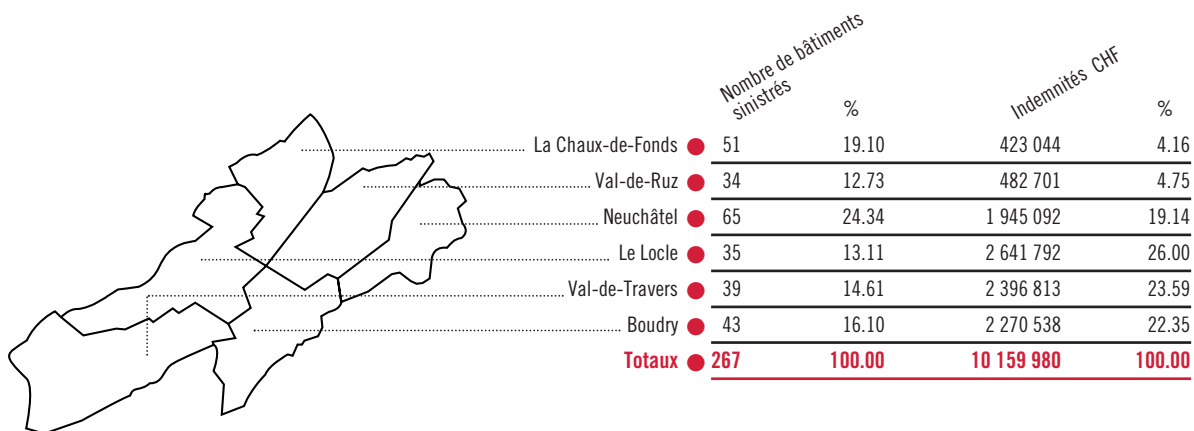 Nombre de bâtiments
sinistrés
%
Indemnités CHF
%
La Chaux-de-Fonds 51 19.10 423 044 4.16
Val-de-Ruz 34 12.73 482 701 4.75
Neuchâtel 65 24.34 1 945 092 19.14
Le Locle 35 13.11 2 641 792 26.00
Val-de-Travers 39 14.61 2 396 813 23.59
Boudry 43 16.10 2 270 538 22.35
Totaux 267 100.00 10 159 980 100.00